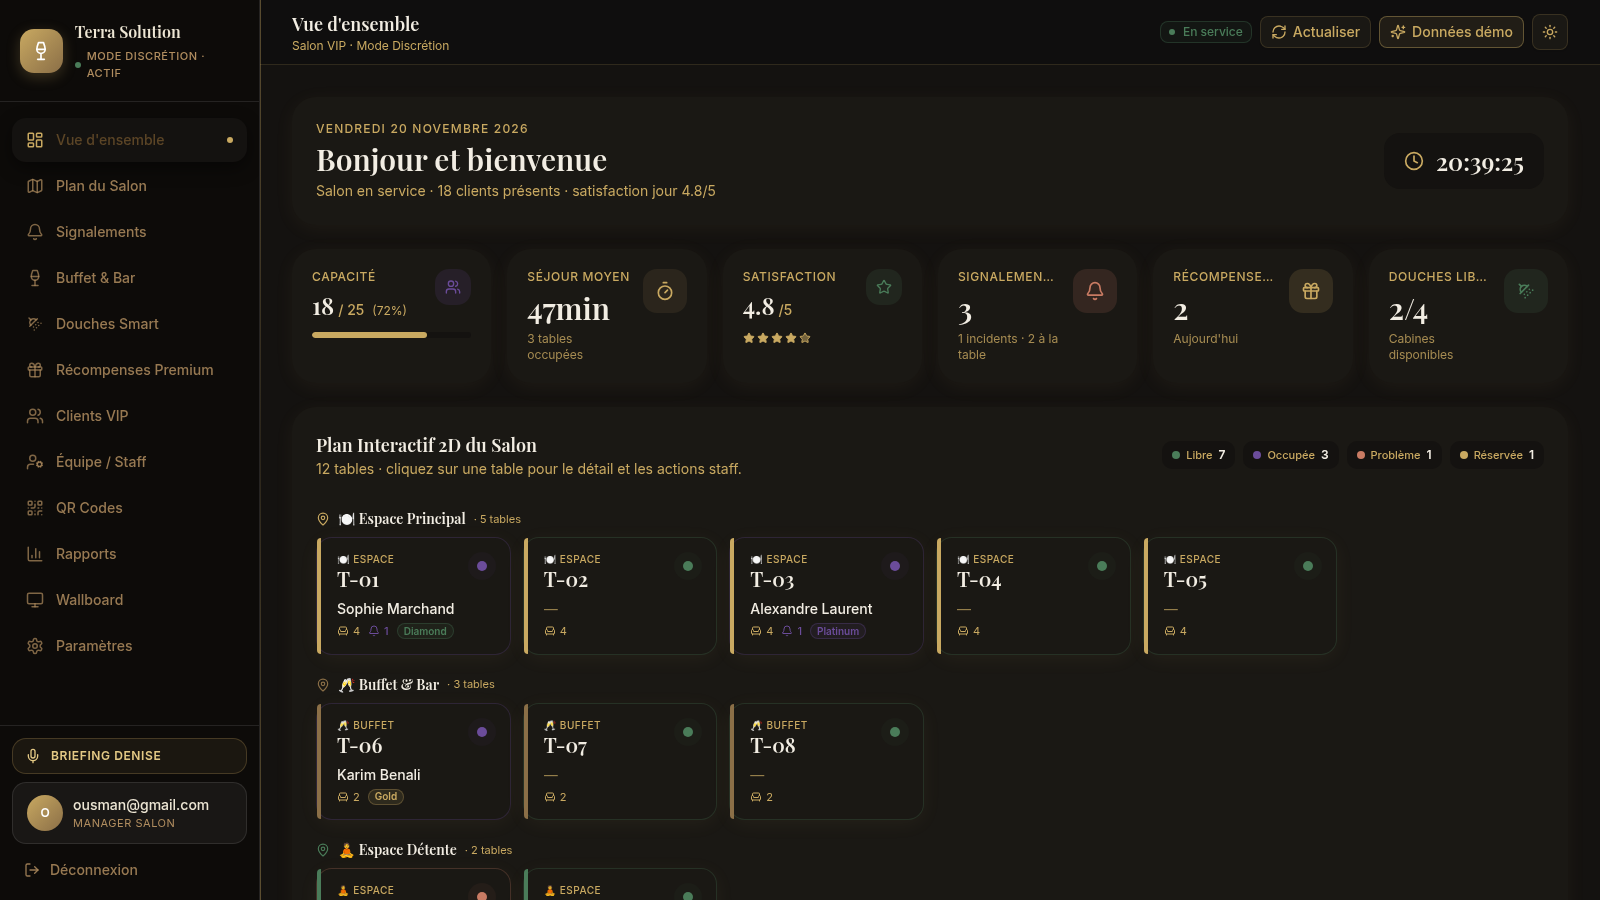 Terra Solution
MODE DISCRÉTION ·
ACTIF
Vue d'ensemble
Plan du Salon
Signalements
Buffet & Bar
Douches Smart
Récompenses Premium
Clients VIP
Équipe / Staff
QR Codes
Rapports
Wallboard
Paramètres
BRIEFING DENISE
O
ousman@gmail.com
MANAGER SALON
Déconnexion
Vue d'ensemble
Salon VIP · Mode Discrétion
En service
Actualiser
Données démo
VENDREDI 20 NOVEMBRE 2026
Bonjour et bienvenue
Salon en service · 18 clients présents · satisfaction jour 4.8/5
20:39:25
CAPACITÉ
18 / 25 (72%)
SÉJOUR MOYEN
47min
3 tables
occupées
SATISFACTION
4.8 /5
SIGNALEMEN...
3
1 incidents · 2 à la
table
RÉCOMPENSE...
2
Aujourd'hui
DOUCHES LIB...
2/4
Cabines
disponibles
Plan Interactif 2D du Salon
12 tables · cliquez sur une table pour le détail et les actions staff.
Libre 7
Occupée 3
Problème 1
Réservée 1
🍽️ Espace Principal · 5 tables
🍽️ ESPACE
T-01
Sophie Marchand
4 1 Diamond
🍽️ ESPACE
T-02
—
4
🍽️ ESPACE
T-03
Alexandre Laurent
4 1 Platinum
🍽️ ESPACE
T-04
—
4
🍽️ ESPACE
T-05
—
4
🥂 Buffet & Bar · 3 tables
🥂 BUFFET
T-06
Karim Benali
2 Gold
🥂 BUFFET
T-07
—
2
🥂 BUFFET
T-08
—
2
🧘 Espace Détente · 2 tables
🧘 ESPACE
🧘 ESPACE